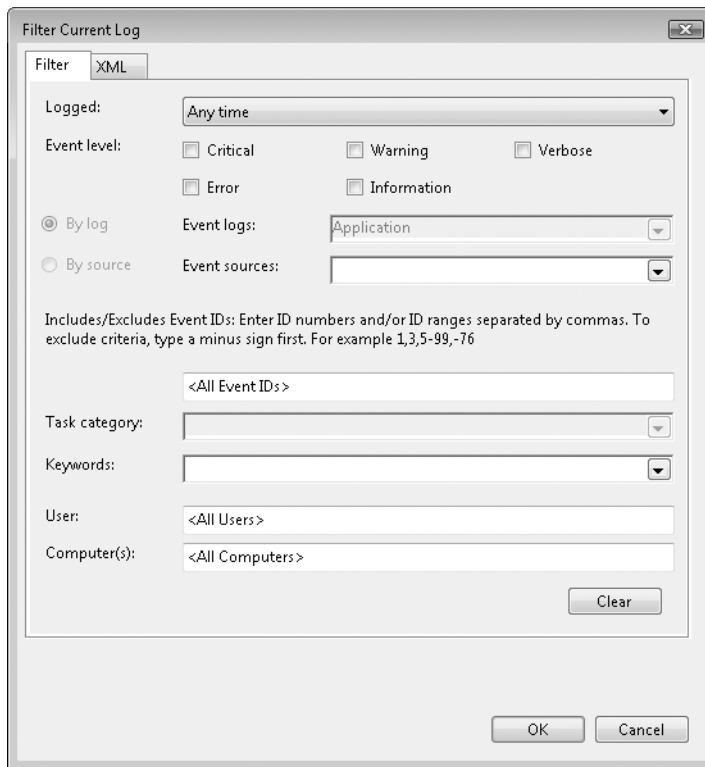 Filter Current Log
Filter XML
Logged: Any time
Event level: Critical Warning Verbose
Error Information
By log Event logs: Application
By source Event sources:
Includes/Excludes Event IDs: Enter ID numbers and/or ID ranges separated by commas. To
exclude criteria, type a minus sign first. For example 1,3,5-99,-76
<All Event IDs>
Task category:
Keywords:
User: <All Users>
Computer(s): <All Computers>
Clear
OK Cancel